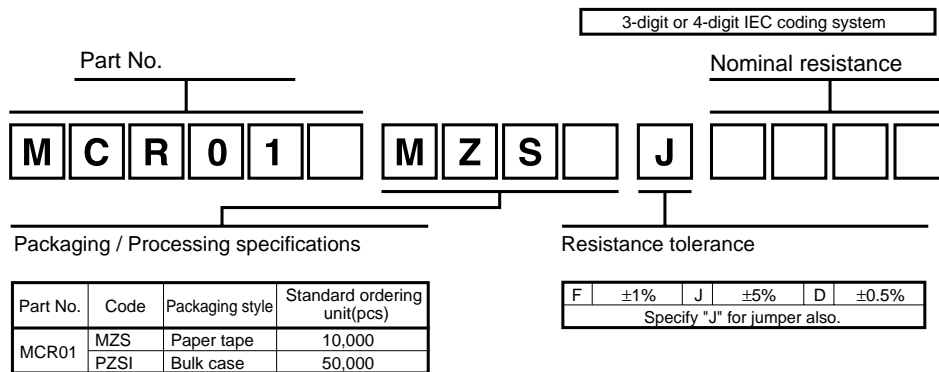 3-digit or 4-digit IEC coding system
Part No.
Nominal resistance
M C R 0 1 M Z S J
Packaging / Processing specifications
Resistance tolerance
Part No. Code Packaging style Standard ordering unit(pcs)
MCR01 MZS Paper tape 10,000
PZSI Bulk case 50,000
F ±1% J ±5% D ±0.5%
Specify "J" for jumper also.